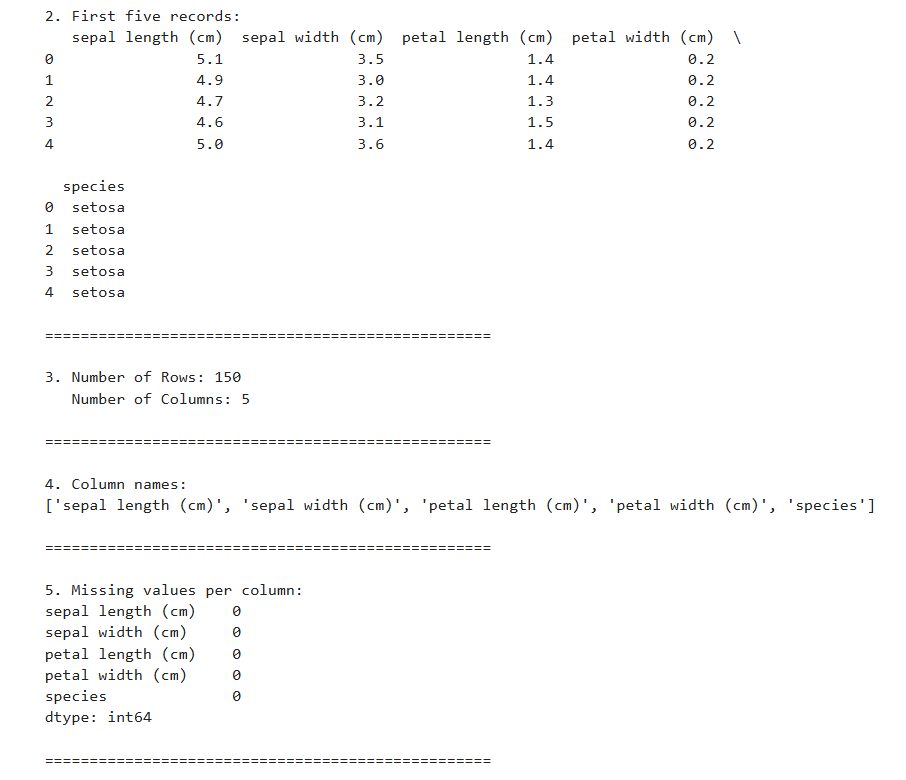 2. First five records:
   sepal length (cm)  sepal width (cm)  petal length (cm)  petal width (cm)  \
0                5.1               3.5                1.4               0.2
1                4.9               3.0                1.4               0.2
2                4.7               3.2                1.3               0.2
3                4.6               3.1                1.5               0.2
4                5.0               3.6                1.4               0.2

  species
0  setosa
1  setosa
2  setosa
3  setosa
4  setosa

==================================================

3. Number of Rows: 150
   Number of Columns: 5

==================================================

4. Column names:
['sepal length (cm)', 'sepal width (cm)', 'petal length (cm)', 'petal width (cm)', 'species']

==================================================

5. Missing values per column:
sepal length (cm)    0
sepal width (cm)     0
petal length (cm)    0
petal width (cm)     0
species              0
dtype: int64

==================================================